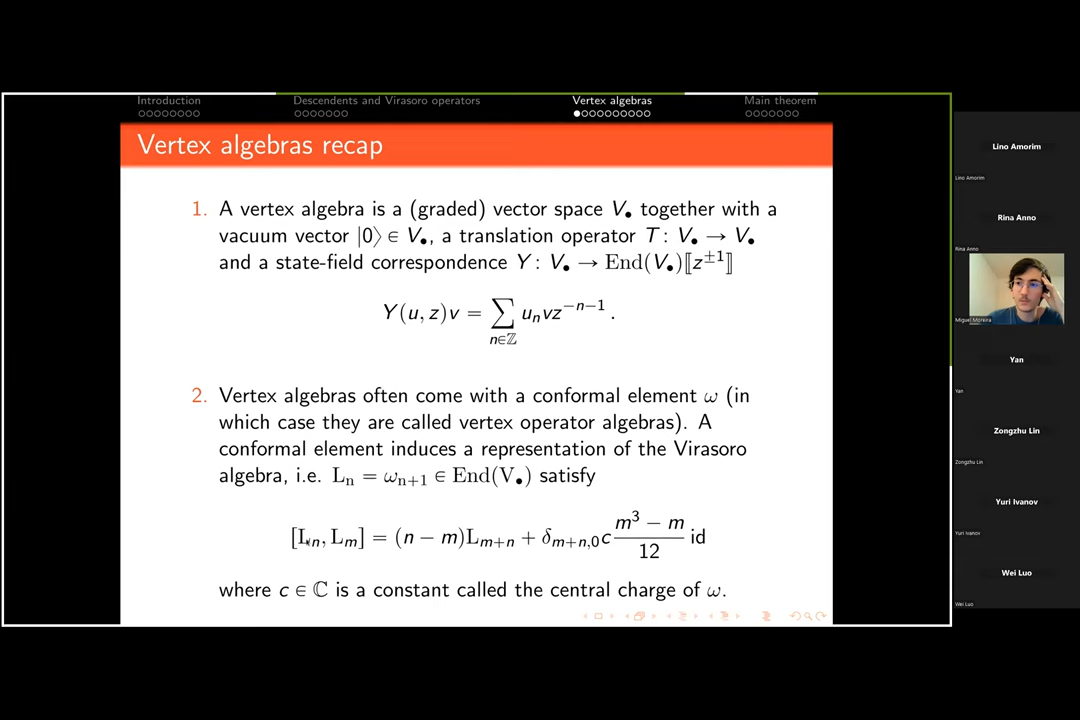 Introduction Descendents and Virasoro operators Vertex algebras Main theorem
Vertex algebras recap
1. A vertex algebra is a (graded) vector space V• together with a
vacuum vector |0⟩ ∈ V•, a translation operator T : V• → V•
and a state-field correspondence Y : V• → End(V•)⟦z^{±1}⟧
Y(u, z)v = ∑_{n∈ℤ} u_n v z^{−n−1} .
2. Vertex algebras often come with a conformal element ω (in
which case they are called vertex operator algebras). A
conformal element induces a representation of the Virasoro
algebra, i.e. L_n = ω_{n+1} ∈ End(V•) satisfy
[L_n, L_m] = (n − m)L_{m+n} + δ_{m+n,0} c \frac{m^3 − m}{12} id
where c ∈ ℂ is a constant called the central charge of ω.
Lino Amorim
Lino Amorim
Rina Anno
Rina Anno
Miguel Moreira
Yan
Yan
Zongzhu Lin
Zongzhu Lin
Yuri Ivanov
Yuri Ivanov
Wei Luo
Wei Luo